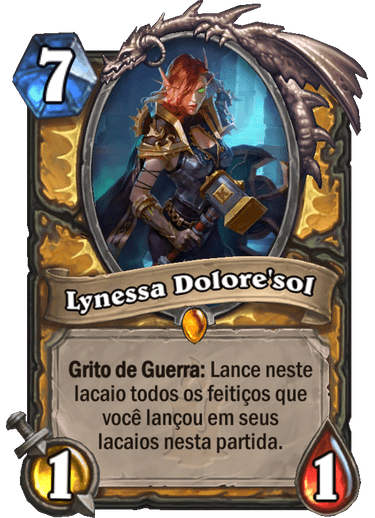 7
Lynessa Dolore'sol
Grito de Guerra: Lance neste
lacaio todos os feitiços que
você lançou em seus
lacaios nesta partida.
1
1